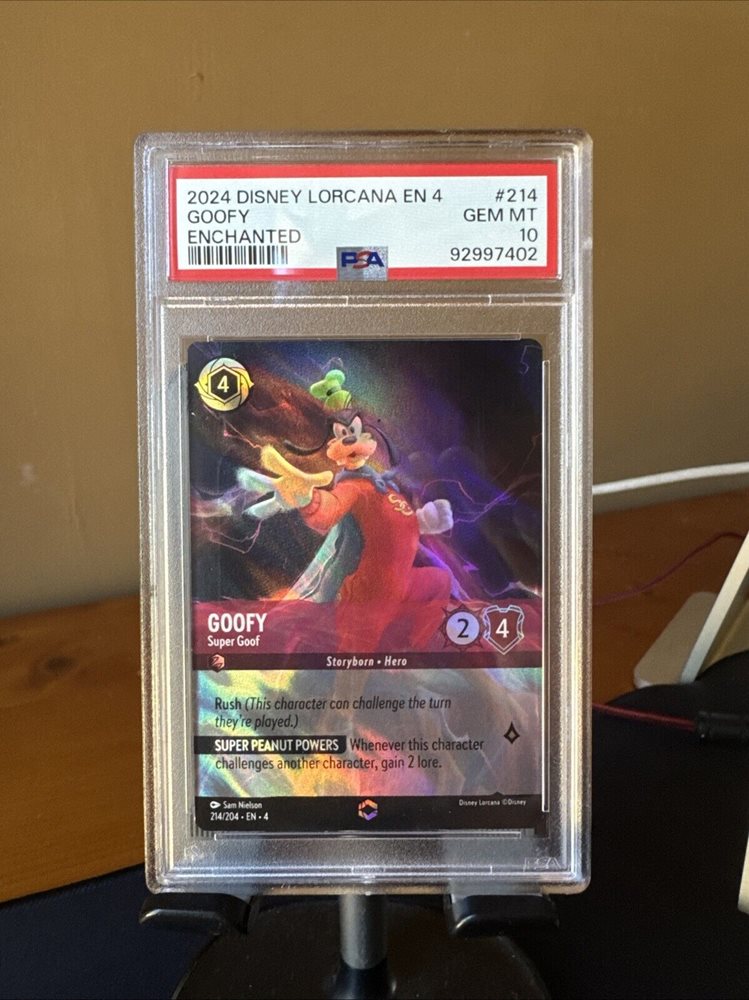 2024 DISNEY LORCANA EN 4 #214
GOOFY GEM MT
ENCHANTED 10
PSA 92997402
4
GOOFY
Super Goof
2 4
Storyborn • Hero
Rush (This character can challenge the turn
they're played.)
SUPER PEANUT POWERS Whenever this character
challenges another character, gain 2 lore.
Sam Nielson
Disney Lorcana ©Disney
214/204 • EN • 4